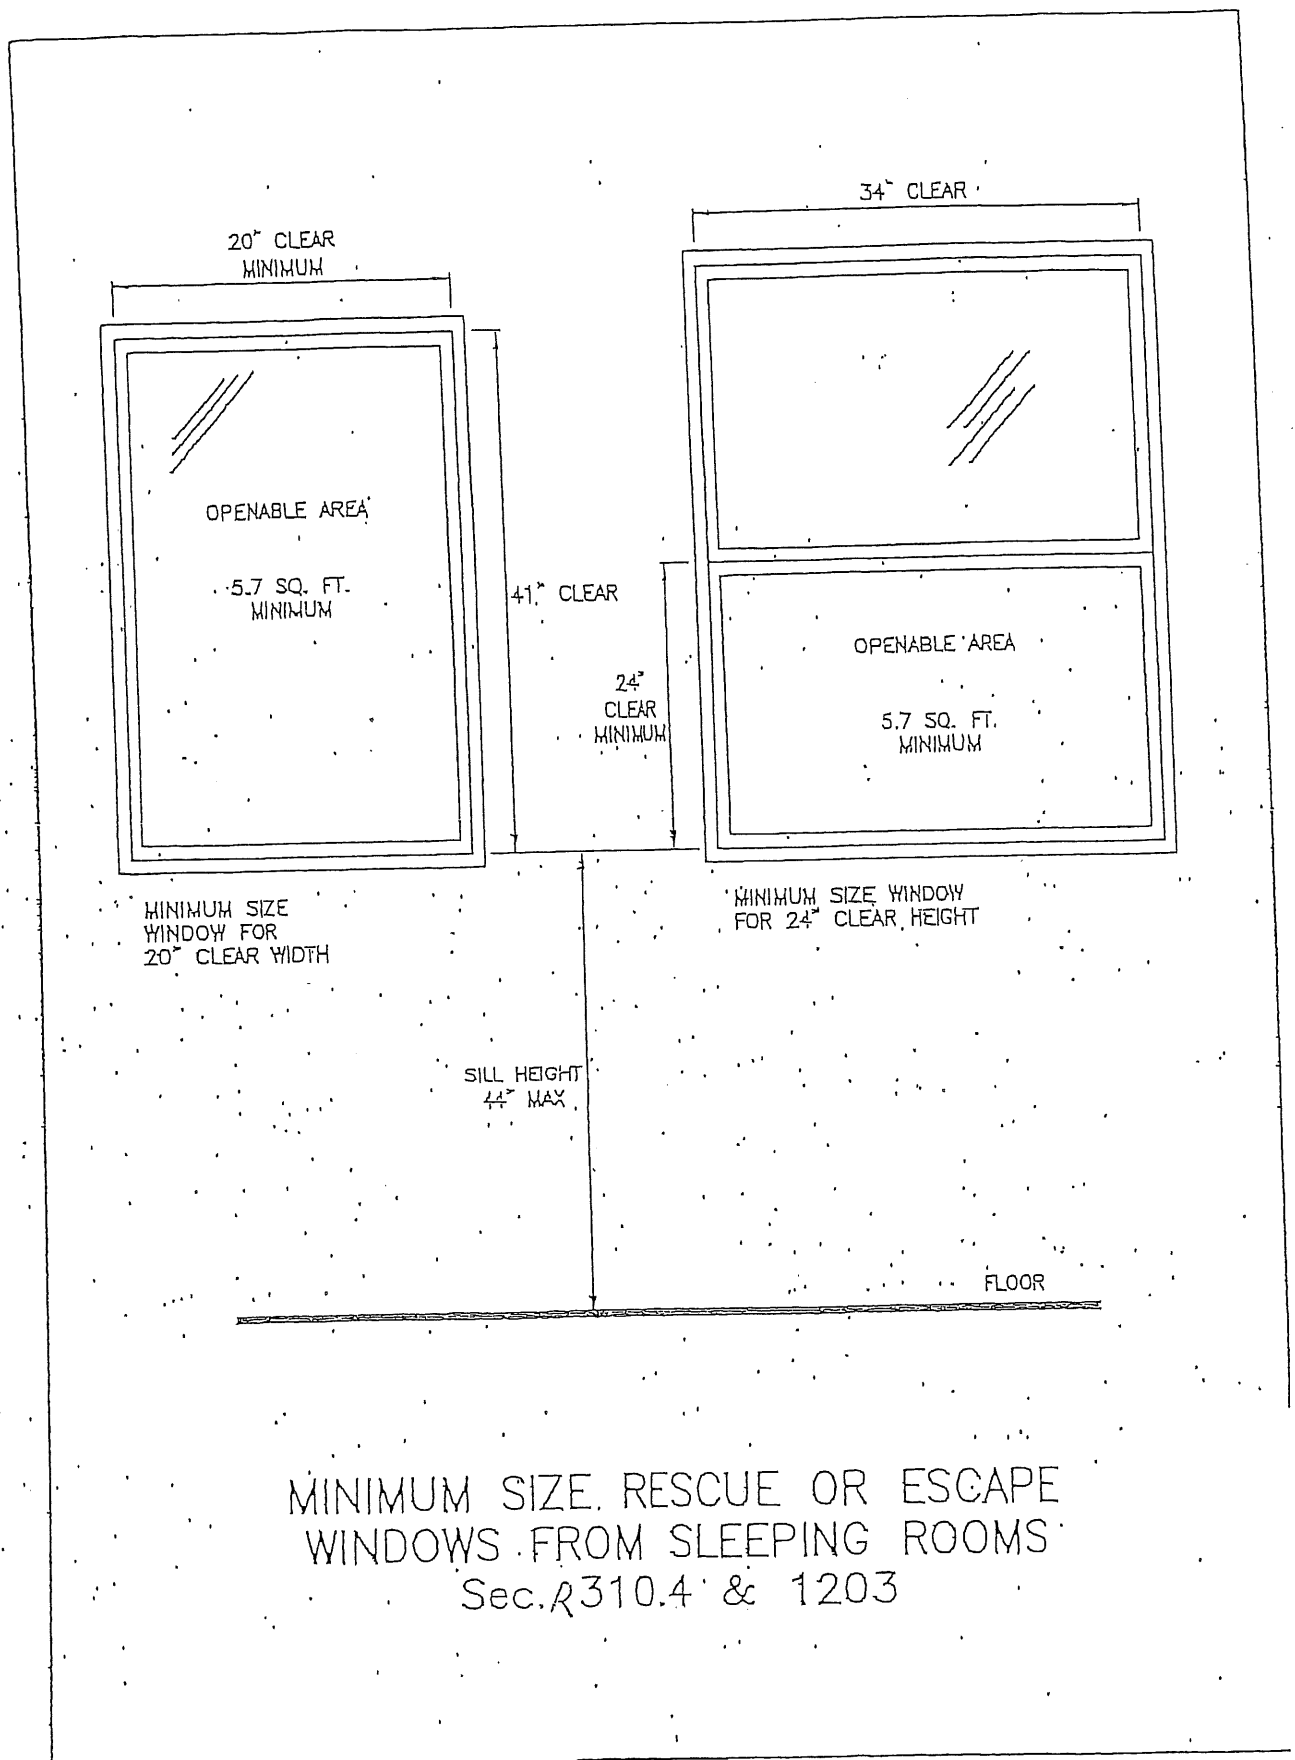 20" CLEAR
MINIMUM
34" CLEAR
OPENABLE AREA
5.7 SQ. FT.
MINIMUM
41" CLEAR
24"
CLEAR
MINIMUM
OPENABLE AREA
5.7 SQ. FT.
MINIMUM
MINIMUM SIZE
WINDOW FOR
20" CLEAR WIDTH
MINIMUM SIZE WINDOW
FOR 24" CLEAR HEIGHT
SILL HEIGHT
44" MAX
FLOOR
MINIMUM SIZE RESCUE OR ESCAPE
WINDOWS FROM SLEEPING ROOMS
Sec. R310.4 & 1203